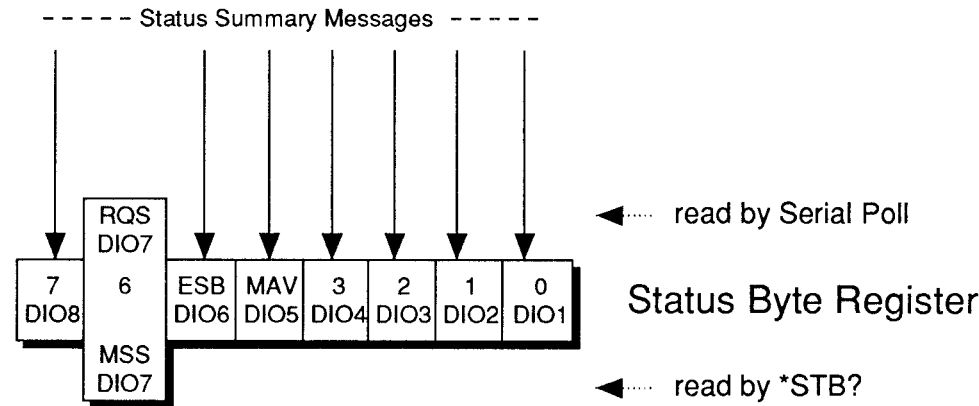 Status Summary Messages
RQS
DIO7
read by Serial Poll
7 6 ESB MAV 3 2 1 0
DIO8 DIO6 DIO5 DIO4 DIO3 DIO2 DIO1
Status Byte Register
MSS
DIO7
read by *STB?